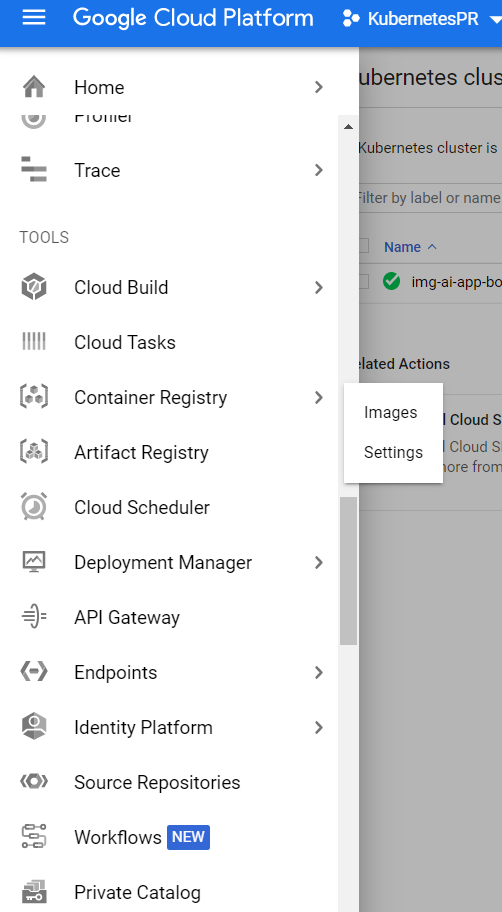 Google Cloud Platform
KubernetesPR
Home
Profiler
Trace
TOOLS
Cloud Build
Cloud Tasks
Container Registry
Artifact Registry
Cloud Scheduler
Deployment Manager
API Gateway
Endpoints
Identity Platform
Source Repositories
Workflows NEW
Private Catalog
Images
Settings
ubernetes clus
Kubernetes cluster is
Filter by label or name
Name
img-ai-app-bo
elated Actions
l Cloud S
l Cloud S
more from